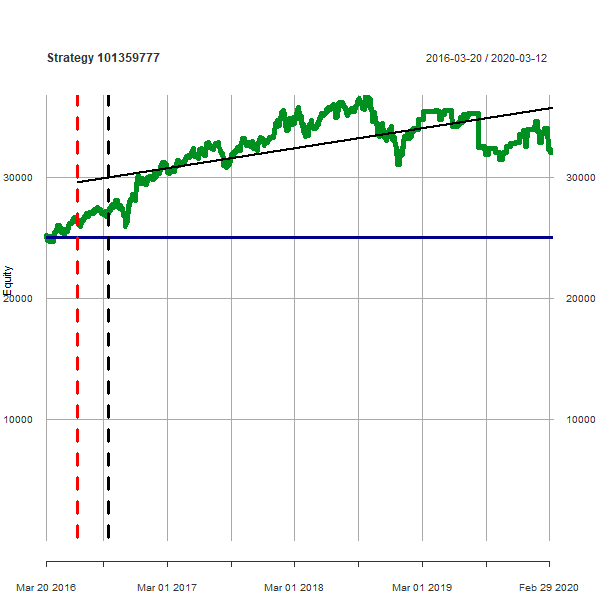 Strategy 101359777
2016-03-20 / 2020-03-12
30000
30000
Equity
20000
20000
10000
10000
Mar 20 2016
Mar 01 2017
Mar 01 2018
Mar 01 2019
Feb 29 2020